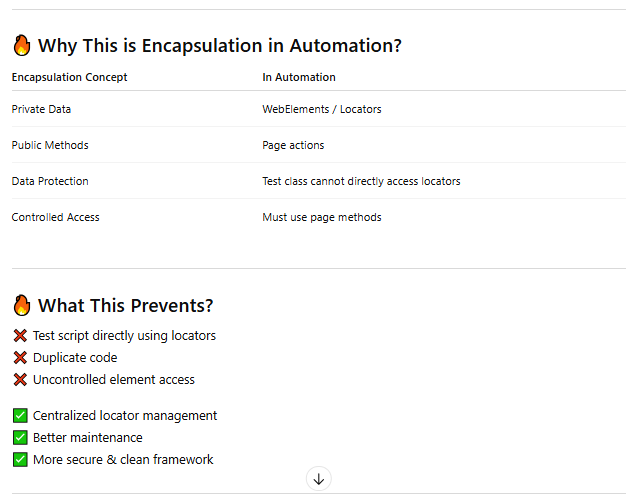 🔥 Why This is Encapsulation in Automation?
Encapsulation Concept In Automation
Private Data WebElements / Locators
Public Methods Page actions
Data Protection Test class cannot directly access locators
Controlled Access Must use page methods
🔥 What This Prevents?
❌ Test script directly using locators
❌ Duplicate code
❌ Uncontrolled element access
✅ Centralized locator management
✅ Better maintenance
✅ More secure & clean framework